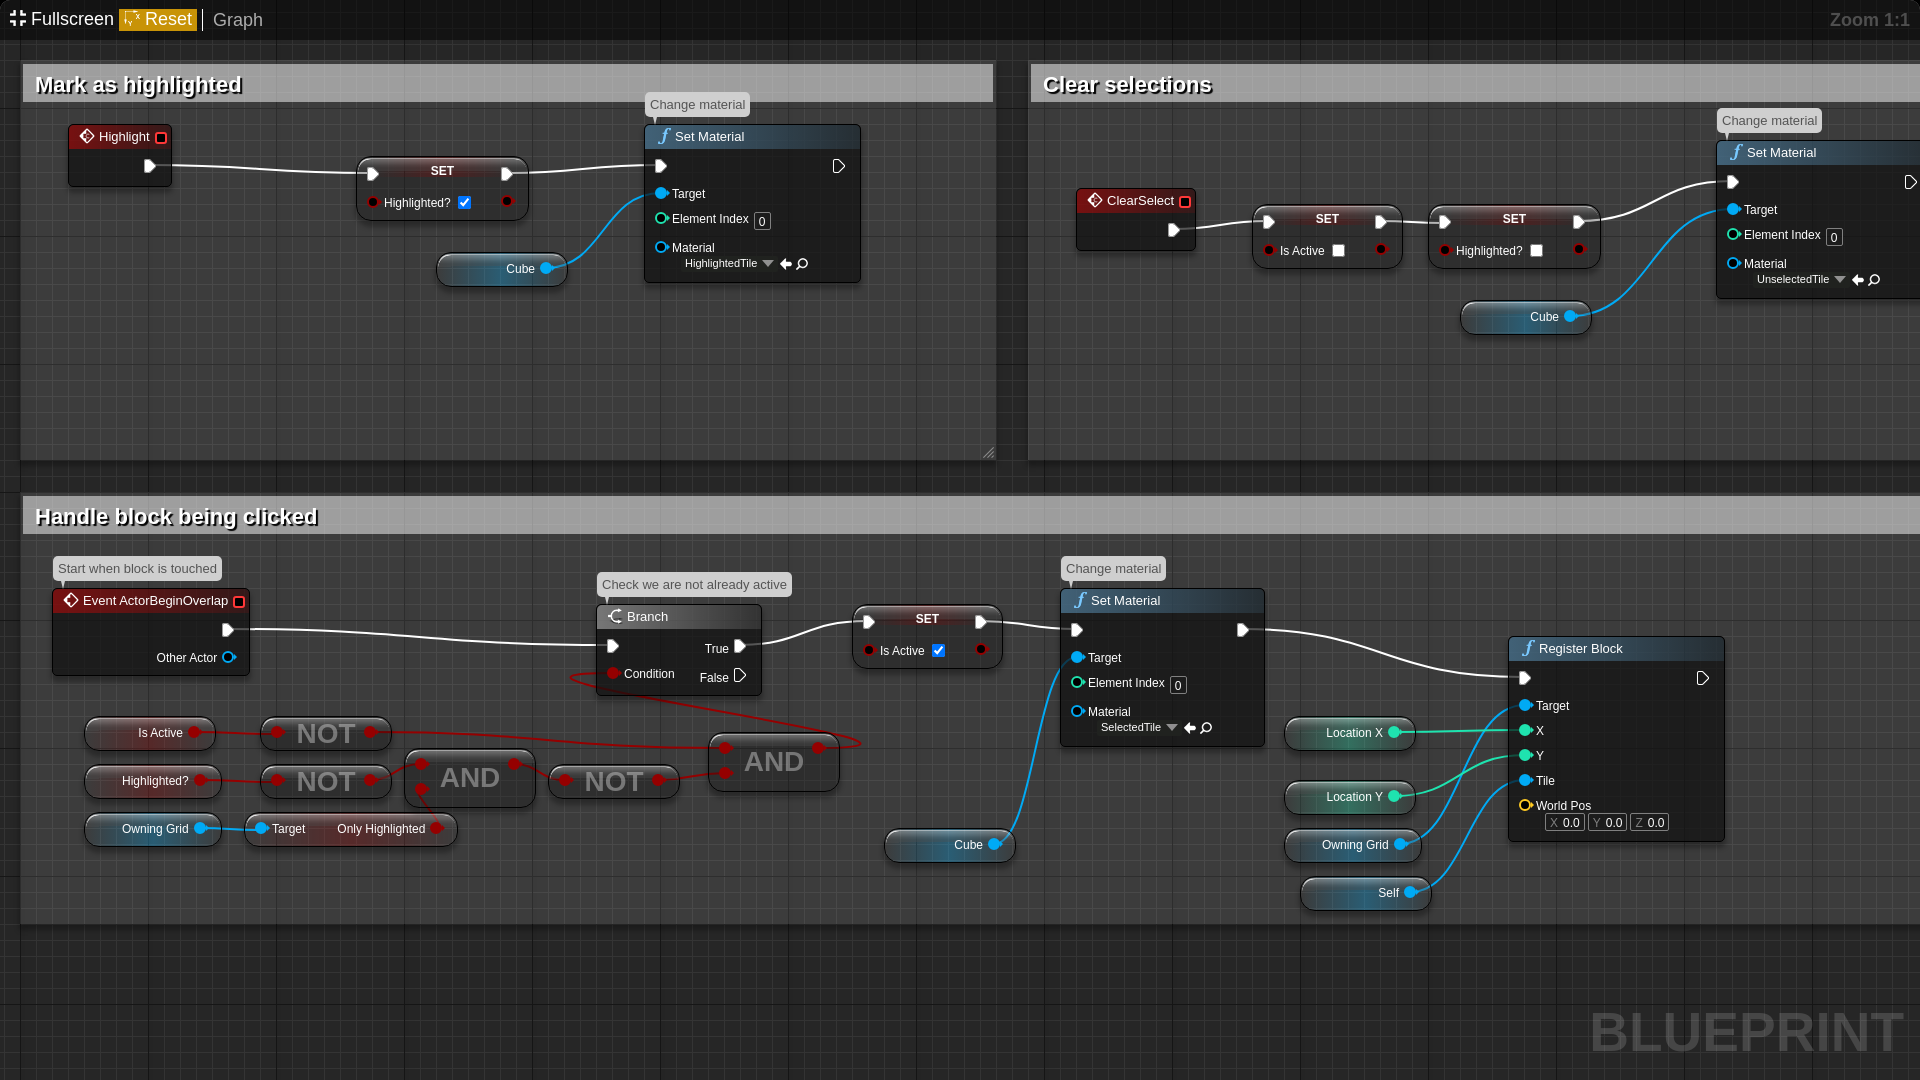 Fullscreen Reset Graph
Zoom 1:1
Mark as highlighted
Change material
Highlight
SET
Highlighted?
Set Material
Target
Element Index 0
Material
HighlightedTile
Cube
Clear selections
Change material
ClearSelect
SET
Is Active
SET
Highlighted?
Set Material
Target
Element Index 0
Material
UnselectedTile
Cube
Handle block being clicked
Start when block is touched
Event ActorBeginOverlap
Other Actor
Check we are not already active
Branch
True
Condition
False
SET
Is Active
Change material
Set Material
Target
Element Index 0
Material
SelectedTile
Is Active
NOT
Highlighted?
NOT
AND
NOT
AND
Owning Grid
Target Only Highlighted
Cube
Location X
Location Y
Owning Grid
Self
Register Block
Target
X
Y
Tile
World Pos
X 0.0 Y 0.0 Z 0.0
BLUEPRINT